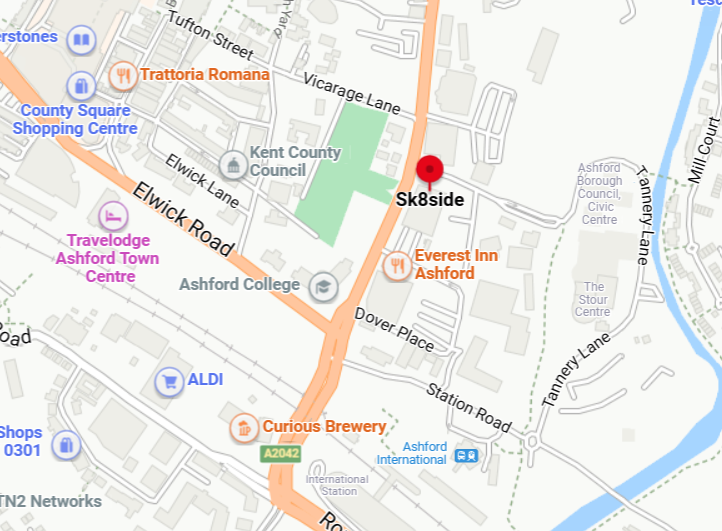 Tufton Street
h-Yard
erstones
Trattoria Romana
Vicarage Lane
County Square
Shopping Centre
Kent County
Council
Elwick Lane
Elwick Road
Sk8side
Ashford
Borough
Council,
Civic
Centre
Tannery Lane
Mill Court
Travelodge
Ashford Town
Centre
Everest Inn
Ashford
Ashford College
The
Stour
Centre
Dover Place
Road
ALDI
Tannery Lane
Station Road
Curious Brewery
A2042
Shops
0301
Ashford
International
International
Station
TN2 Networks
Ro